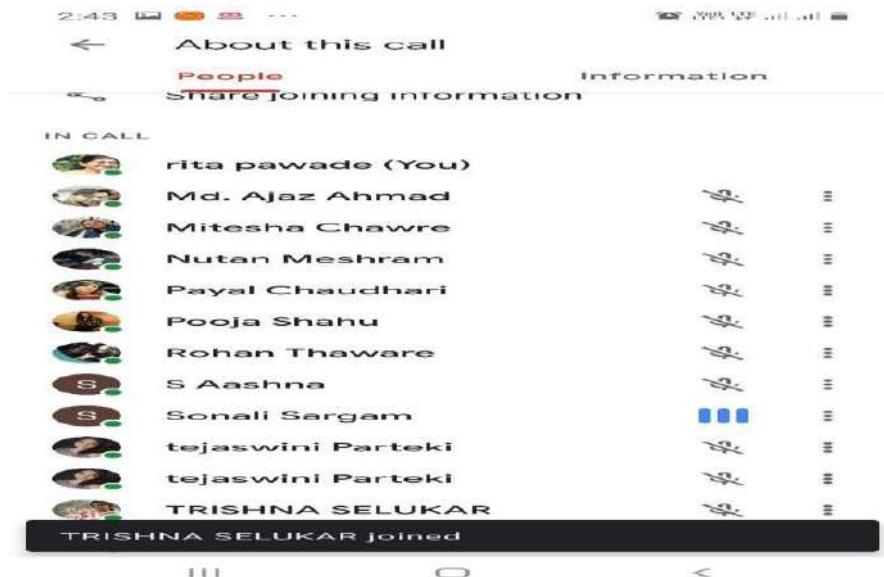 2:43
About this call
People Information
Share joining information
IN CALL
rita pawade (You)
Md. Ajaz Ahmad
Mitesha Chawre
Nutan Meshram
Payal Chaudhari
Pooja Shahu
Rohan Thaware
S S Aashna
S Sonali Sargam
tejaswini Parteki
tejaswini Parteki
TRISHNA SELUKAR
TRISHNA SELUKAR joined